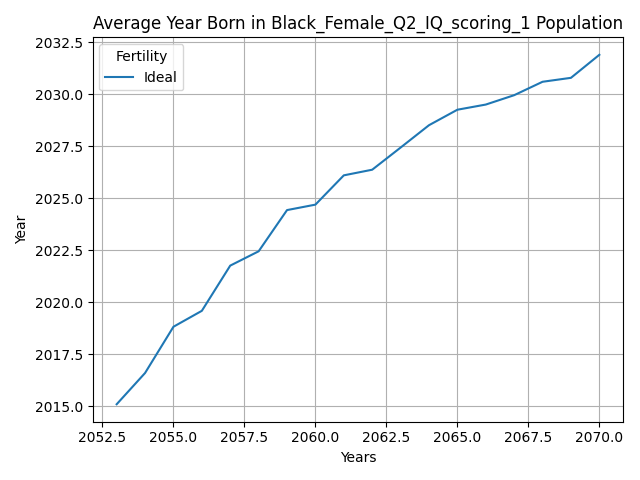 Average Year Born in Black_Female_Q2_IQ_scoring_1 Population
Fertility
Ideal
2032.5
2030.0
2027.5
2025.0
2022.5
2020.0
2017.5
2015.0
Year
2052.5 2055.0 2057.5 2060.0 2062.5 2065.0 2067.5 2070.0
Years